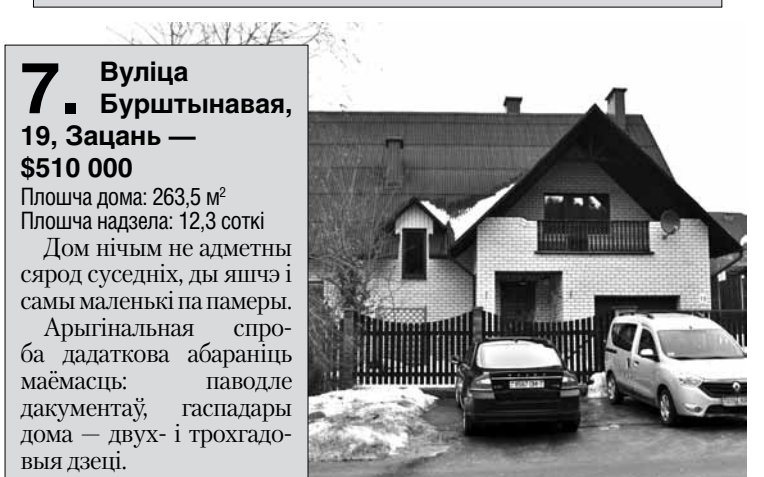 7. Вуліца
Бурштынавая,
19, Зацань —
$510 000
Плошча дома: 263,5 м²
Плошча надзела: 12,3 соткі
Дом нічым не адметны
сярод суседніх, ды яшчэ і
самы маленькі па памеры.
Арыгінальная спро-
ба дадаткова абараніць
маёмасць: паводле
дакументаў, гаспадары
дома — двух- і трохгадо-
выя дзеці.